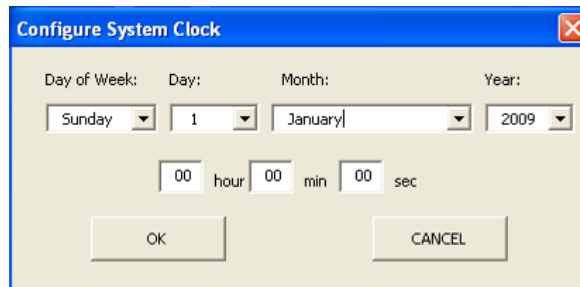 Configure System Clock
Day of Week: Day: Month: Year:
Sunday 1 January 2009
00 hour 00 min 00 sec
OK CANCEL